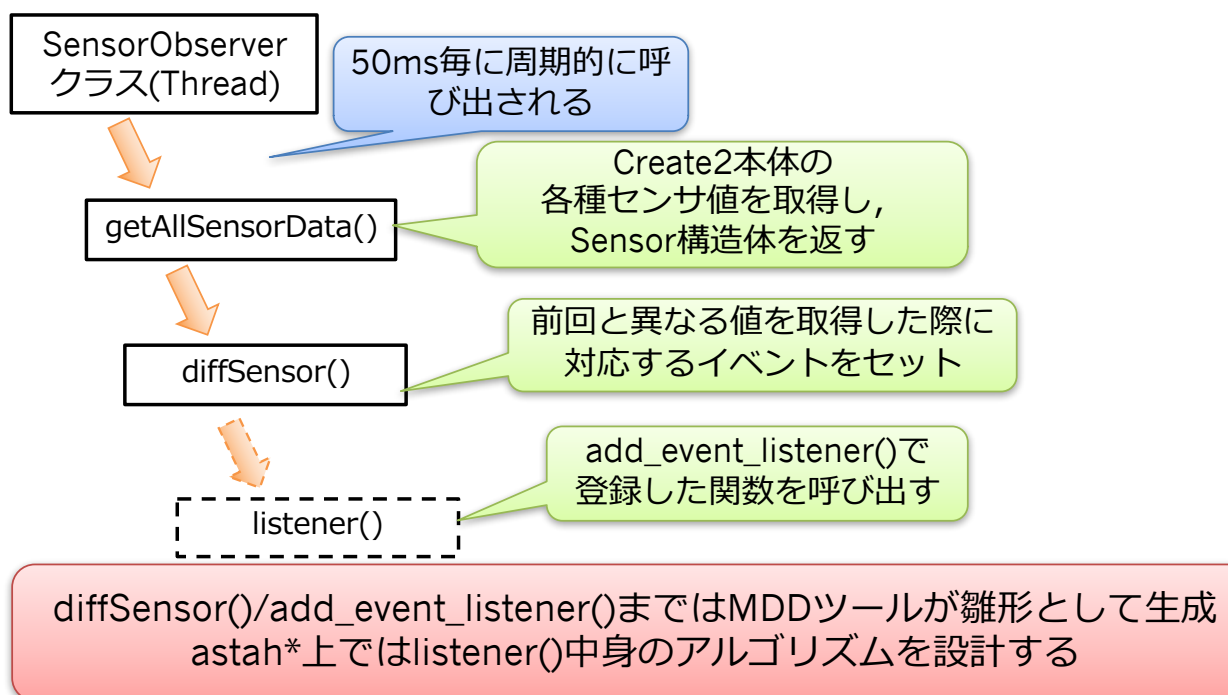 SensorObserver
クラス(Thread)
50ms毎に周期的に呼
び出される
Create2本体の
各種センサ値を取得し,
Sensor構造体を返す
getAllSensorData()
前回と異なる値を取得した際に
対応するイベントをセット
diffSensor()
add_event_listener()で
登録した関数を呼び出す
listener()
diffSensor()/add_event_listener()まではMDDツールが雛形として生成
astah*上ではlistener()中身のアルゴリズムを設計する